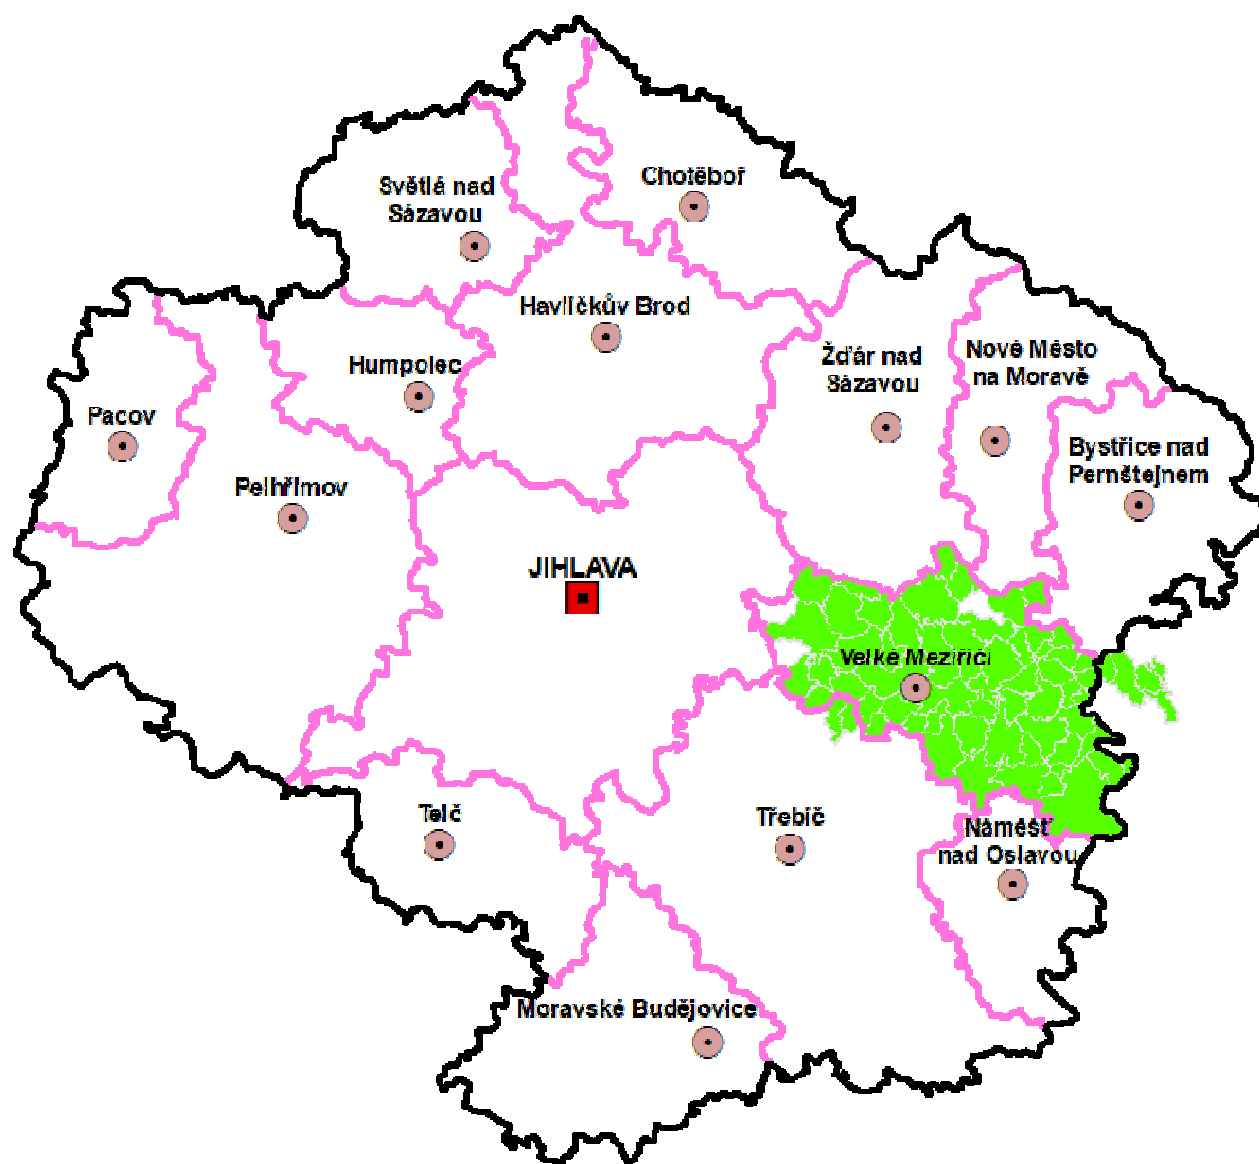 Chotěboř
Světlá nad
Sázavou
Havlíčkův Brod
Žďár nad
Sázavou
Nové Město
na Moravě
Humpolec
Pacov
Bystřice nad
Pernštejnem
Pelhřimov
JIHLAVA
Velké Meziříčí
Telč
Třebíč
Náměšť
nad Oslavou
Moravské Budějovice